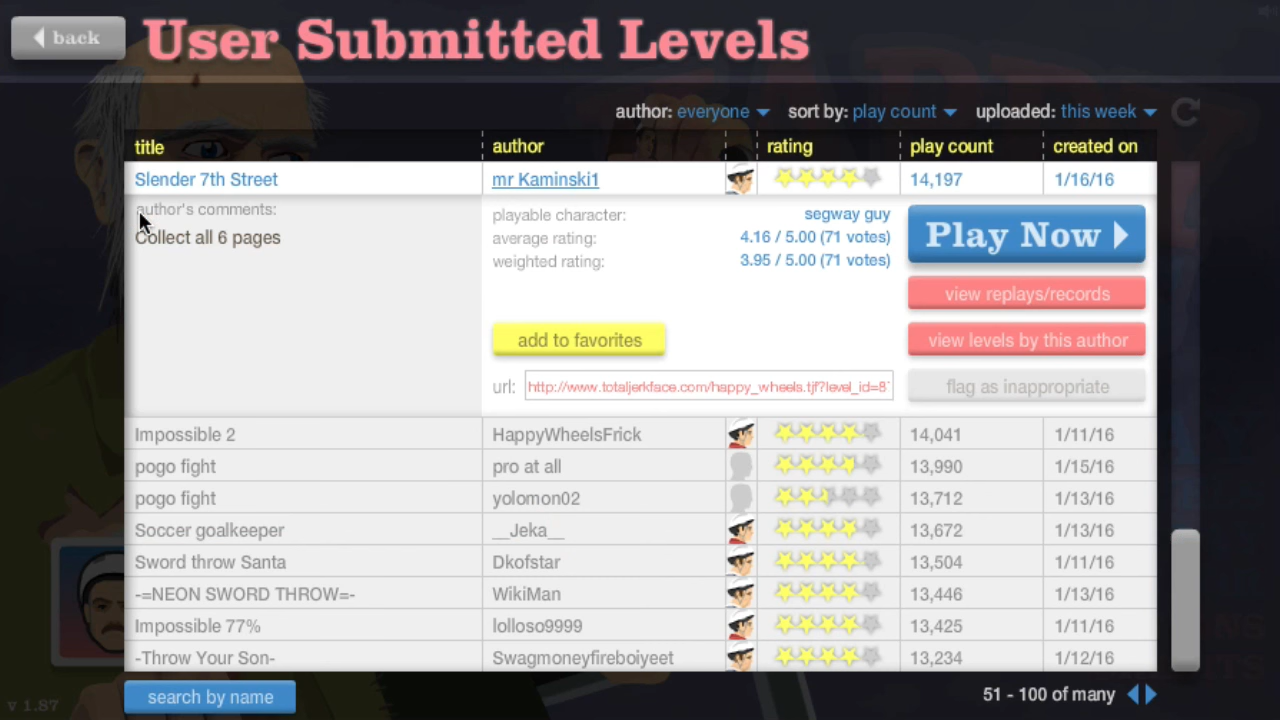 back
User Submitted Levels
author: everyone sort by: play count uploaded: this week
title author rating play count created on
Slender 7th Street mr Kaminski1 14,197 1/16/16
author's comments:
Collect all 6 pages
playable character: segway guy
average rating: 4.16 / 5.00 (71 votes)
weighted rating: 3.95 / 5.00 (71 votes)
Play Now
view replays/records
add to favorites
view levels by this author
url: http://www.totaljerkface.com/happy_wheels.tjf?level_id=8
flag as inappropriate
Impossible 2 HappyWheelsFrick 14,041 1/11/16
pogo fight pro at all 13,990 1/15/16
pogo fight yolomon02 13,712 1/13/16
Soccer goalkeeper __Jeka__ 13,672 1/13/16
Sword throw Santa Dkofstar 13,504 1/11/16
-=NEON SWORD THROW=- WikiMan 13,446 1/13/16
Impossible 77% lolloso9999 13,425 1/11/16
-Throw Your Son- Swagmoneyfireboiyeet 13,234 1/12/16
search by name
51 - 100 of many
v 1.87